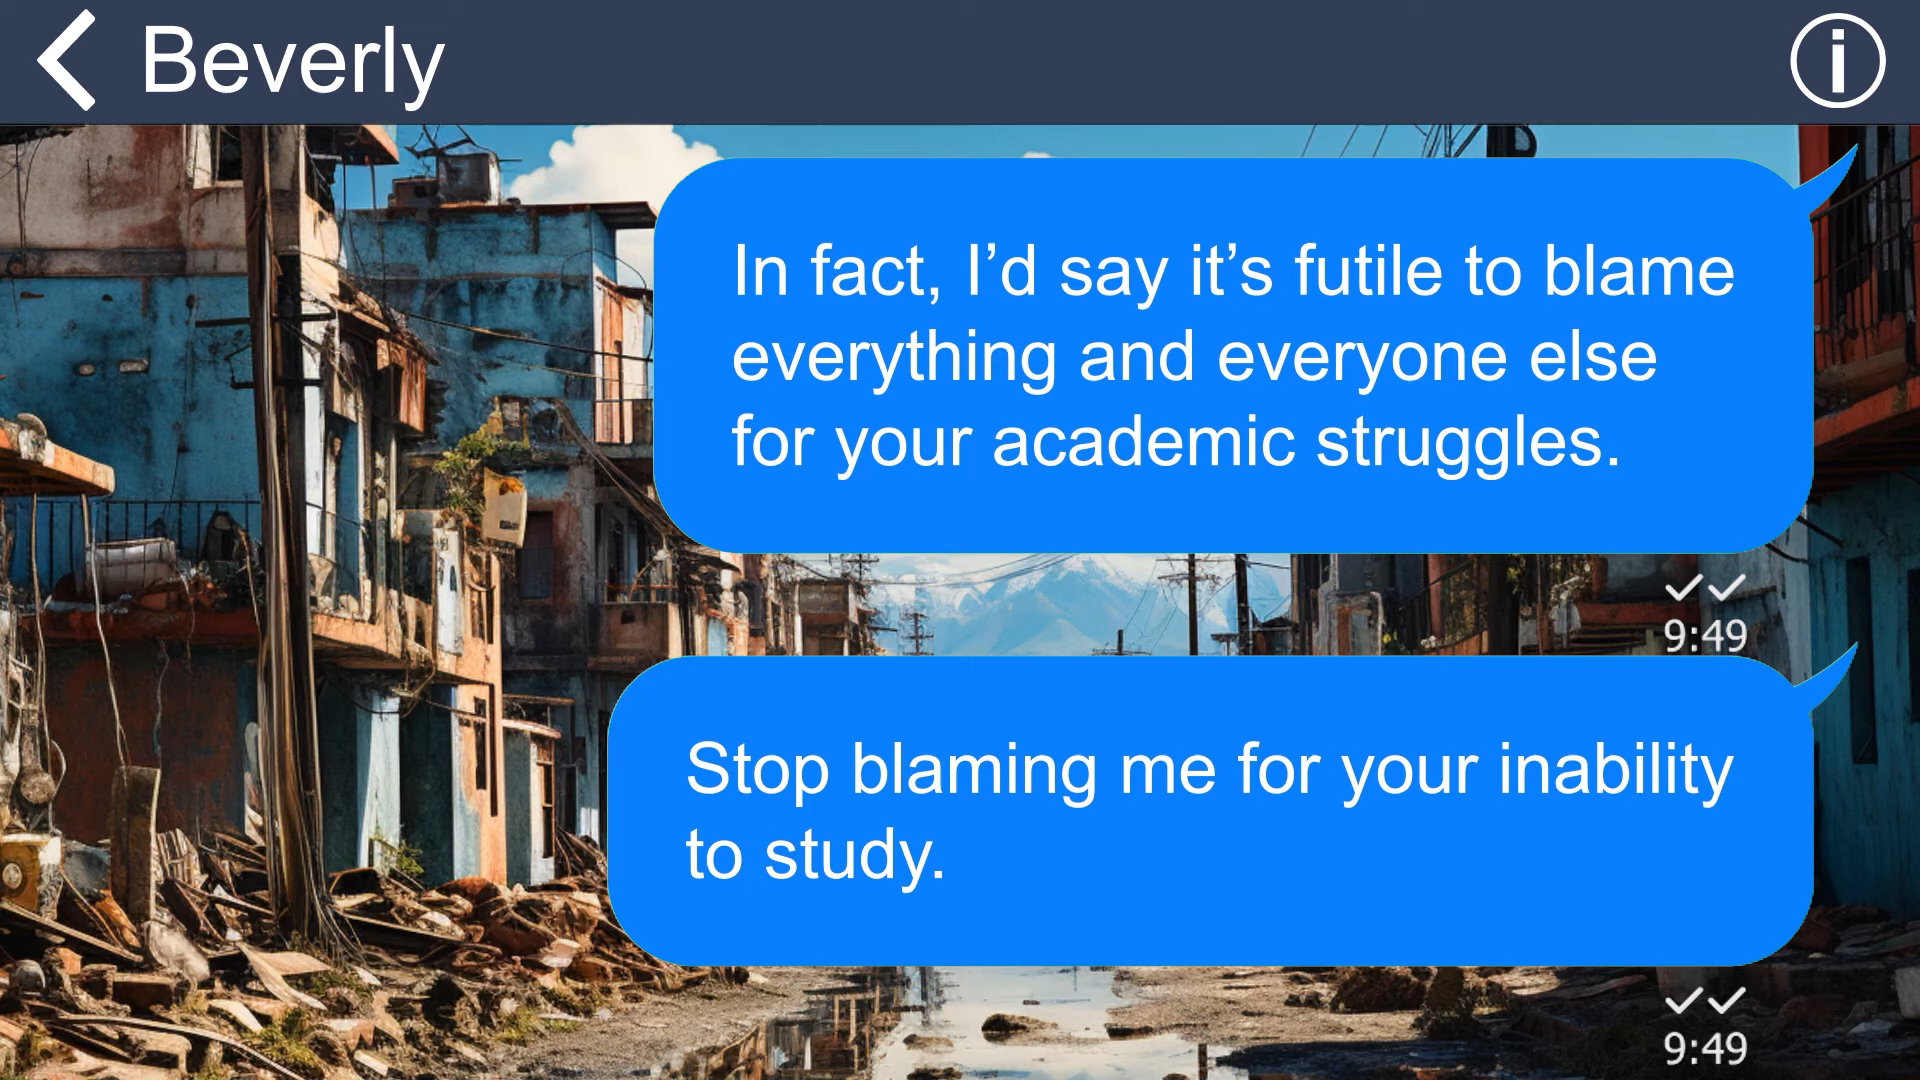 Beverly
In fact, I’d say it’s futile to blame
everything and everyone else
for your academic struggles.
9:49
Stop blaming me for your inability
to study.
9:49